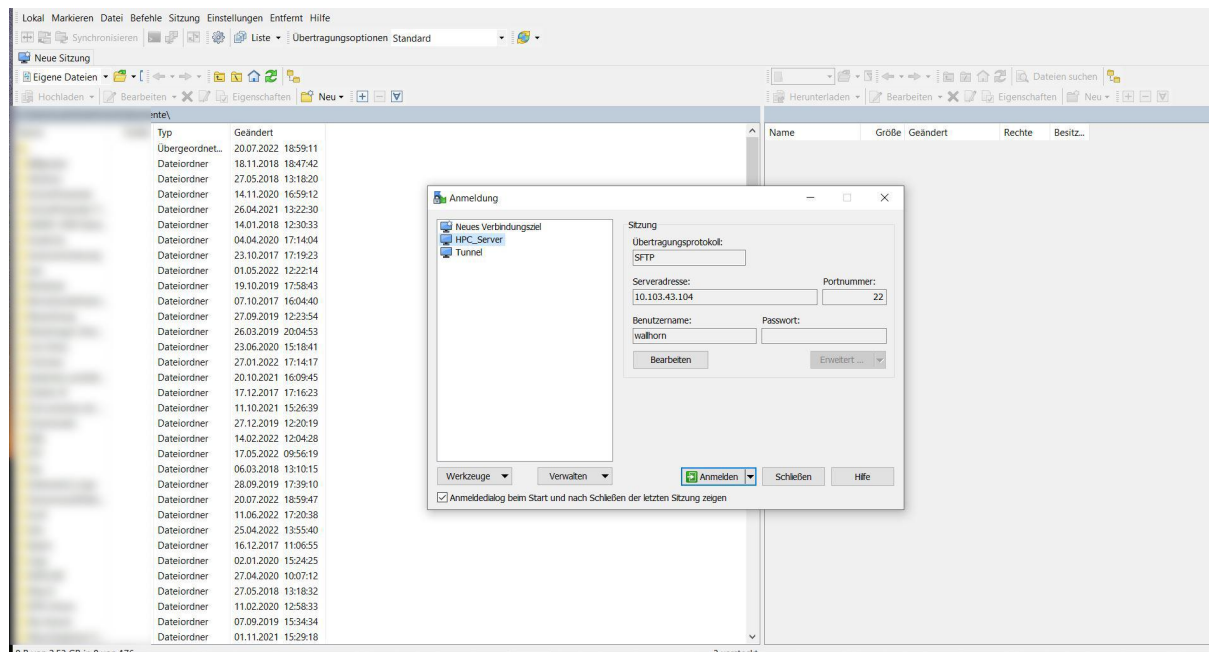 Lokal Markieren Datei Befehle Sitzung Einstellungen Entfernt Hilfe
Synchronisieren Liste Übertragungsoptionen Standard
Neue Sitzung
Eigene Dateien
Dateien suchen
Hochladen Bearbeiten Eigenschaften Neu
Herunterladen Bearbeiten Eigenschaften Neu
ente\
Typ Geändert
Name Größe Geändert Rechte Besitz...
Übergeordnet... 20.07.2022 18:59:11
Dateiordner 18.11.2018 18:47:42
Dateiordner 27.05.2018 13:18:20
Dateiordner 14.11.2020 16:59:12
Dateiordner 26.04.2021 13:22:30
Dateiordner 14.01.2018 12:30:33
Dateiordner 04.04.2020 17:14:04
Dateiordner 23.10.2017 17:19:23
Dateiordner 01.05.2022 12:22:14
Dateiordner 19.10.2019 17:58:43
Dateiordner 07.10.2017 16:04:40
Dateiordner 27.09.2019 12:23:54
Dateiordner 26.03.2019 20:04:53
Dateiordner 23.06.2020 15:18:41
Dateiordner 27.01.2022 17:14:17
Dateiordner 20.10.2021 16:09:45
Dateiordner 17.12.2017 17:16:23
Dateiordner 11.10.2021 15:26:39
Dateiordner 27.12.2019 12:20:19
Dateiordner 14.02.2022 12:04:28
Dateiordner 17.05.2022 09:56:19
Dateiordner 06.03.2018 13:10:15
Dateiordner 28.09.2019 17:39:10
Dateiordner 20.07.2022 18:59:47
Dateiordner 11.06.2022 17:20:38
Dateiordner 25.04.2022 13:55:40
Dateiordner 16.12.2017 11:06:55
Dateiordner 02.01.2020 15:24:25
Dateiordner 27.04.2020 10:07:12
Dateiordner 27.05.2018 13:18:32
Dateiordner 11.02.2020 12:58:33
Dateiordner 07.09.2019 15:34:34
Dateiordner 01.11.2021 15:29:18
Anmeldung
Neues Verbindungsziel
HPC_Server
Tunnel
Sitzung
Übertragungsprotokoll:
SFTP
Serveradresse: Portnummer:
10.103.43.104 22
Benutzername: Passwort:
wallhorn
Bearbeiten Erweitert ...
Werkzeuge Verwalten Anmelden Schließen Hilfe
Anmeldedialog beim Start und nach Schließen der letzten Sitzung zeigen